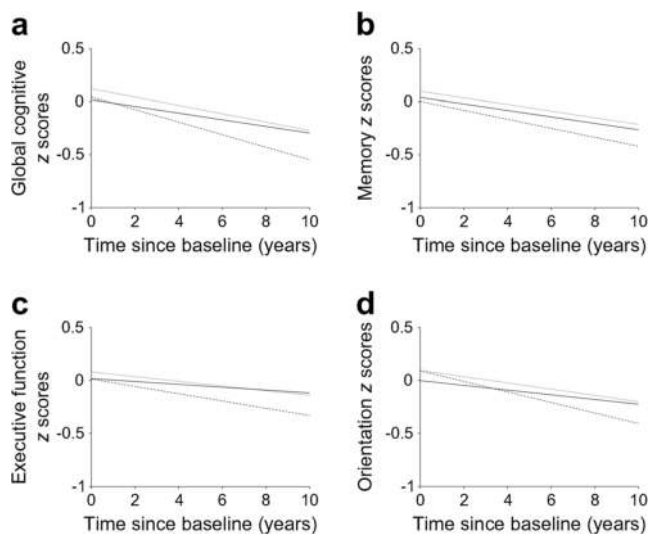 a
0.5
0
-0.5
-1
0 2 4 6 8 10
Global cognitive
z scores
Time since baseline (years)
b
0.5
0
-0.5
-1
0 2 4 6 8 10
Memory z scores
Time since baseline (years)
c
0.5
0
-0.5
-1
0 2 4 6 8 10
Executive function
z scores
Time since baseline (years)
d
0.5
0
-0.5
-1
0 2 4 6 8 10
Orientation z scores
Time since baseline (years)